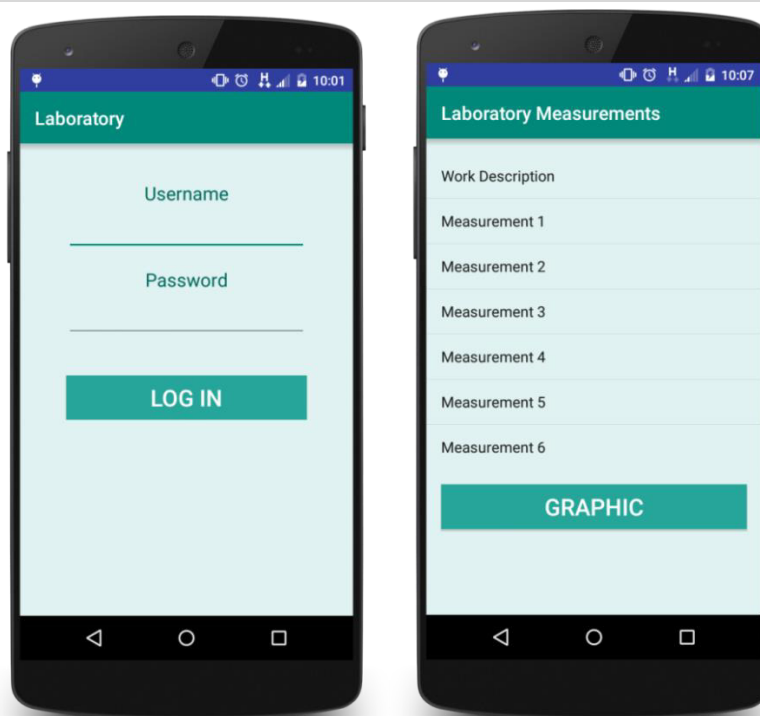 H 10:01
Laboratory
Username
Password
LOG IN
H 10:07
Laboratory Measurements
Work Description
Measurement 1
Measurement 2
Measurement 3
Measurement 4
Measurement 5
Measurement 6
GRAPHIC